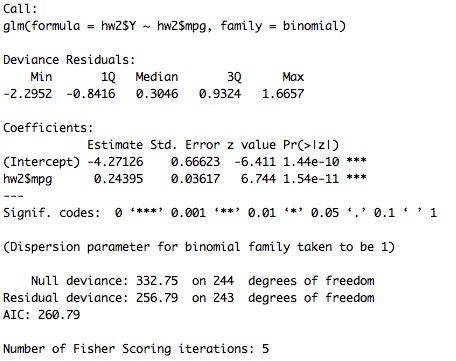 Call:
glm(formula = hw2$Y ~ hw2$mpg, family = binomial)
Deviance Residuals:
Min 1Q Median 3Q Max
-2.2952 -0.8416 0.3046 0.9324 1.6657
Coefficients:
Estimate Std. Error z value Pr(>|z|)
(Intercept) -4.27126 0.66623 -6.411 1.44e-10 ***
hw2$mpg 0.24395 0.03617 6.744 1.54e-11 ***
---
Signif. codes: 0 ‘***’ 0.001 ‘**’ 0.01 ‘*’ 0.05 ‘.’ 0.1 ‘ ’ 1
(Dispersion parameter for binomial family taken to be 1)
Null deviance: 332.75 on 244 degrees of freedom
Residual deviance: 256.79 on 243 degrees of freedom
AIC: 260.79
Number of Fisher Scoring iterations: 5